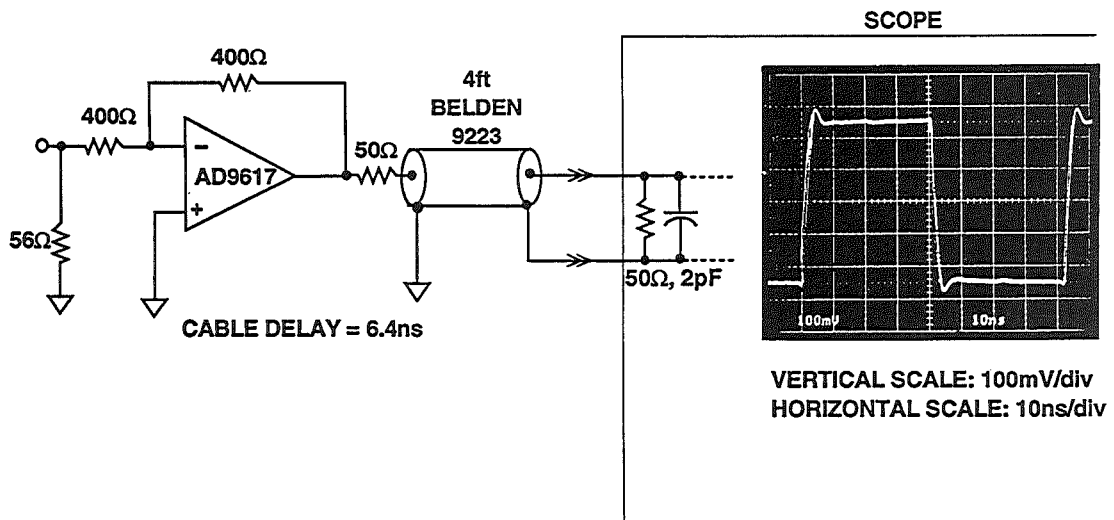 SCOPE
400Ω
4ft
BELDEN
9223
400Ω
50Ω
−
AD9617
+
56Ω
50Ω, 2pF
CABLE DELAY = 6.4ns
100mV
10ns
VERTICAL SCALE: 100mV/div
HORIZONTAL SCALE: 10ns/div